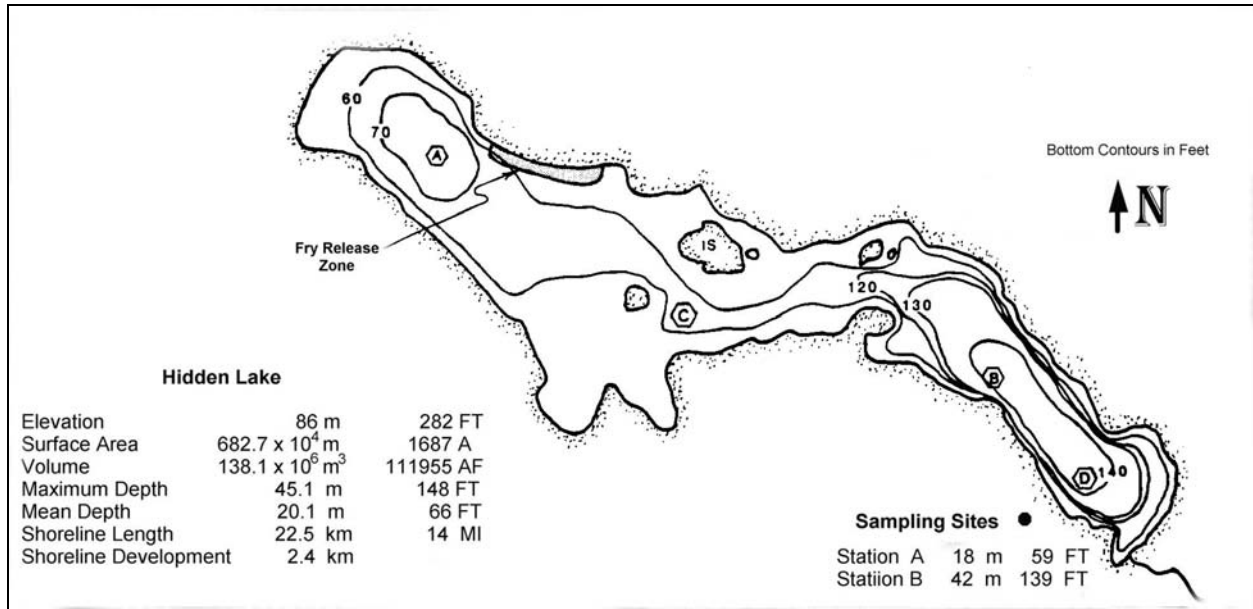 60
70
A
Bottom Contours in Feet
N
Fry Release
Zone
IS
C
120
130
B
D
140
Hidden Lake
Elevation 86 m 282 FT
Surface Area 682.7 x 10⁴ m 1687 A
Volume 138.1 x 10⁶ m³ 111955 AF
Maximum Depth 45.1 m 148 FT
Mean Depth 20.1 m 66 FT
Shoreline Length 22.5 km 14 MI
Shoreline Development 2.4 km
Sampling Sites
Station A 18 m 59 FT
Statiion B 42 m 139 FT